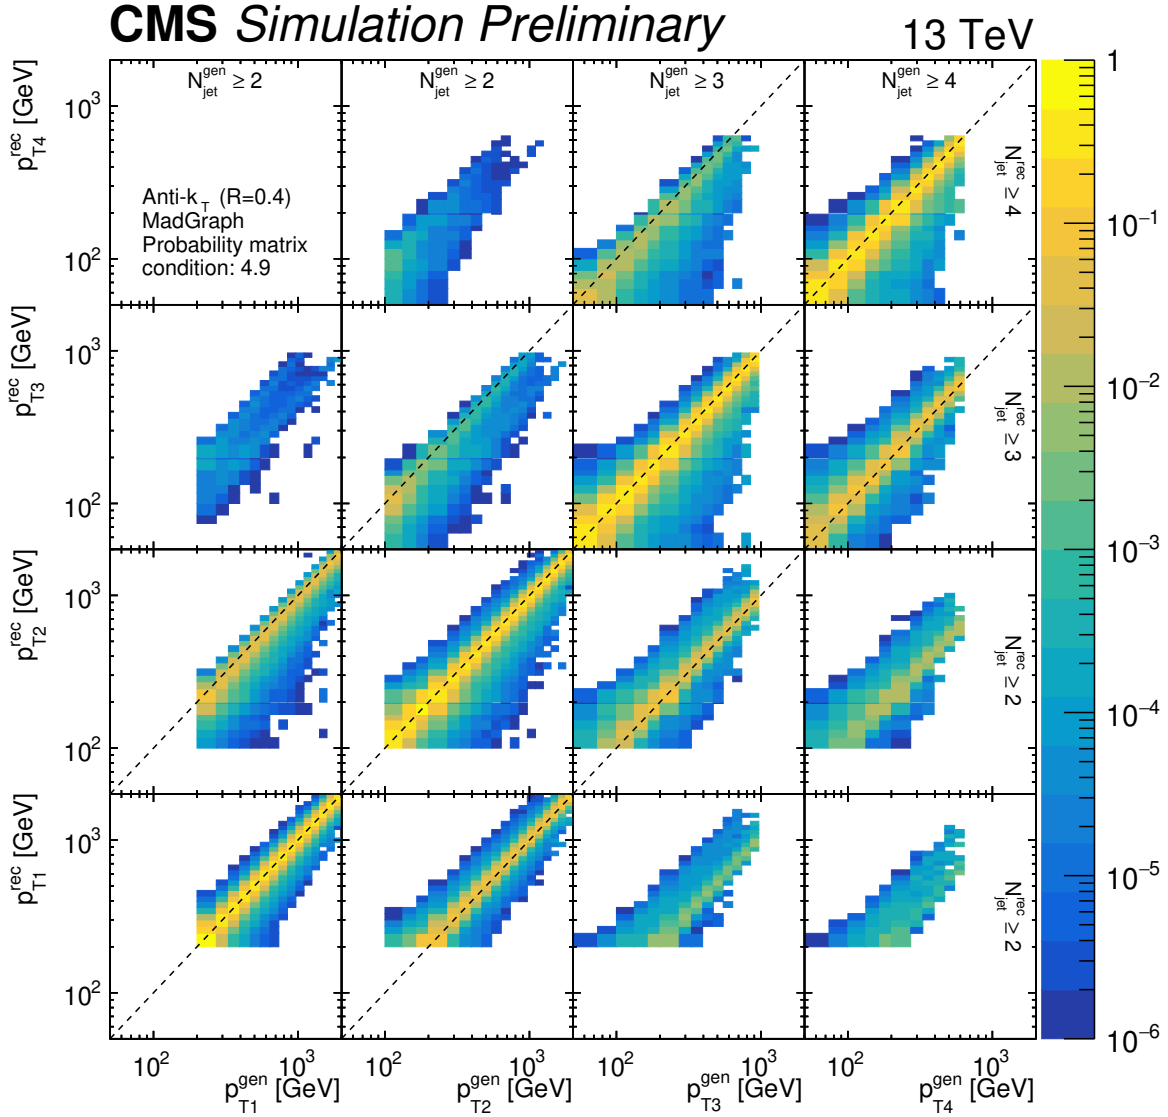 CMS Simulation Preliminary
13 TeV
N_jet^gen ≥ 2
N_jet^gen ≥ 2
N_jet^gen ≥ 3
N_jet^gen ≥ 4
1
p_T4^rec [GeV]
10^3
10^2
Anti-k_T (R=0.4)
MadGraph
Probability matrix
condition: 4.9
N_jet^rec ≥ 4
10^-1
p_T3^rec [GeV]
10^3
10^2
N_jet^rec ≥ 3
10^-2
p_T2^rec [GeV]
10^3
10^2
N_jet^rec ≥ 2
10^-3
10^-4
p_T1^rec [GeV]
10^3
10^2
N_jet^rec ≥ 2
10^-5
10^-6
10^2 10^3 10^2 10^3 10^2 10^3 10^2 10^3
p_T1^gen [GeV] p_T2^gen [GeV] p_T3^gen [GeV] p_T4^gen [GeV]